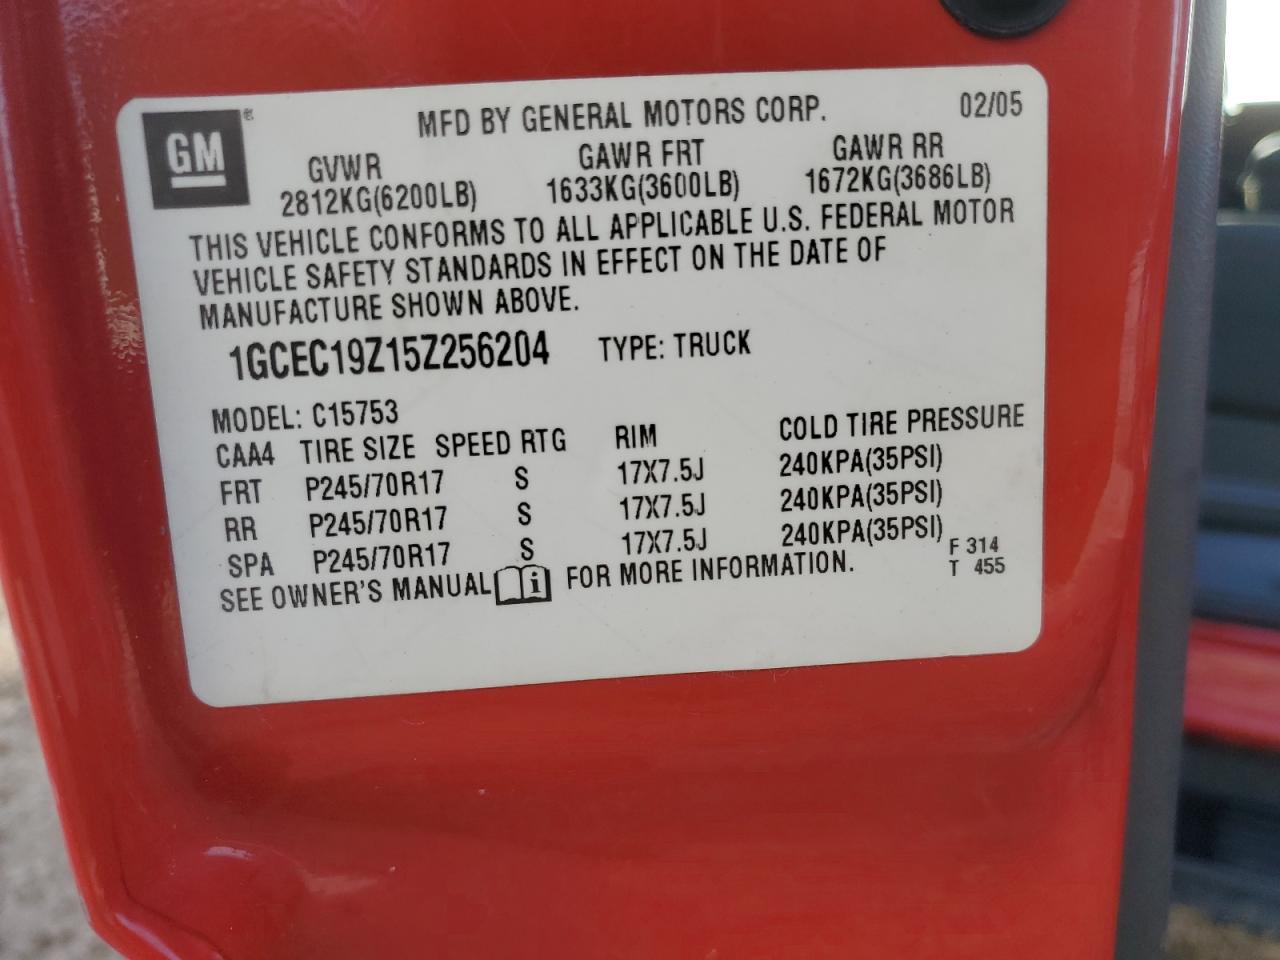 GM ®
MFD BY GENERAL MOTORS CORP. 02/05
GVWR GAWR FRT GAWR RR
2812KG(6200LB) 1633KG(3600LB) 1672KG(3686LB)
THIS VEHICLE CONFORMS TO ALL APPLICABLE U.S. FEDERAL MOTOR
VEHICLE SAFETY STANDARDS IN EFFECT ON THE DATE OF
MANUFACTURE SHOWN ABOVE.
1GCEC19Z15Z256204 TYPE: TRUCK
MODEL: C15753
CAA4 TIRE SIZE SPEED RTG RIM COLD TIRE PRESSURE
FRT P245/70R17 S 17X7.5J 240KPA(35PSI)
RR P245/70R17 S 17X7.5J 240KPA(35PSI)
SPA P245/70R17 S 17X7.5J 240KPA(35PSI)
SEE OWNER'S MANUAL i FOR MORE INFORMATION.
F 314
T 455